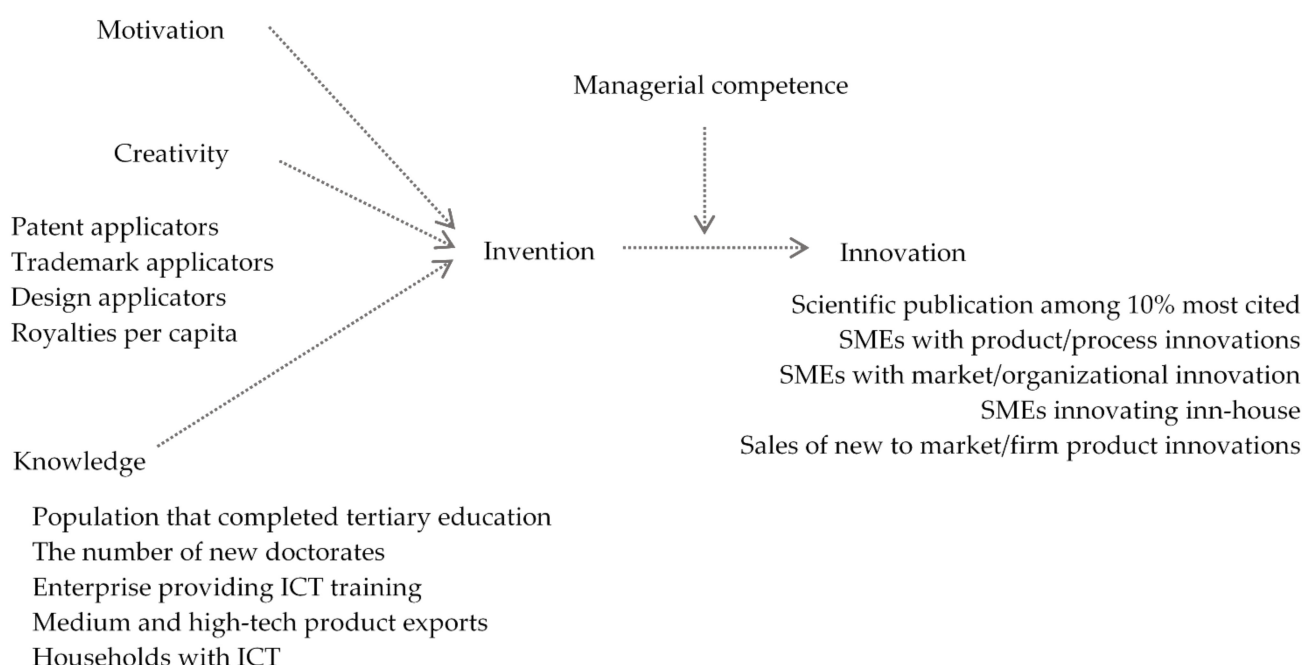 Motivation
Managerial competence
Creativity
Patent applicators
Trademark applicators
Design applicators
Royalties per capita
Invention
Innovation
Scientific publication among 10% most cited
SMEs with product/process innovations
SMEs with market/organizational innovation
SMEs innovating inn-house
Sales of new to market/firm product innovations
Knowledge
Population that completed tertiary education
The number of new doctorates
Enterprise providing ICT training
Medium and high-tech product exports
Households with ICT